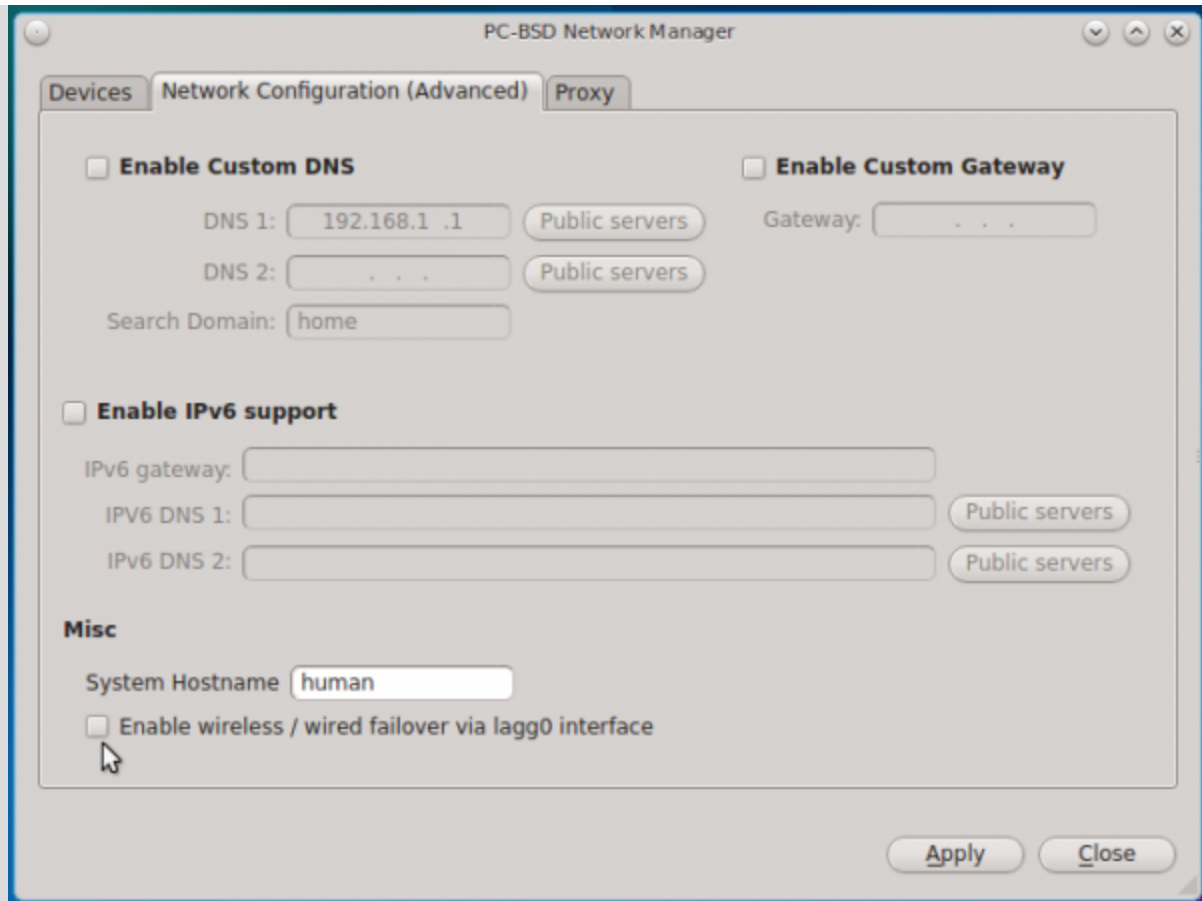 PC-BSD Network Manager
Devices Network Configuration (Advanced) Proxy
Enable Custom DNS Enable Custom Gateway
DNS 1: 192.168.1 .1 Public servers Gateway: . . .
DNS 2: . . . Public servers
Search Domain: home
Enable IPv6 support
IPv6 gateway:
IPV6 DNS 1: Public servers
IPv6 DNS 2: Public servers
Misc
System Hostname human
Enable wireless / wired failover via lagg0 interface
Apply Close